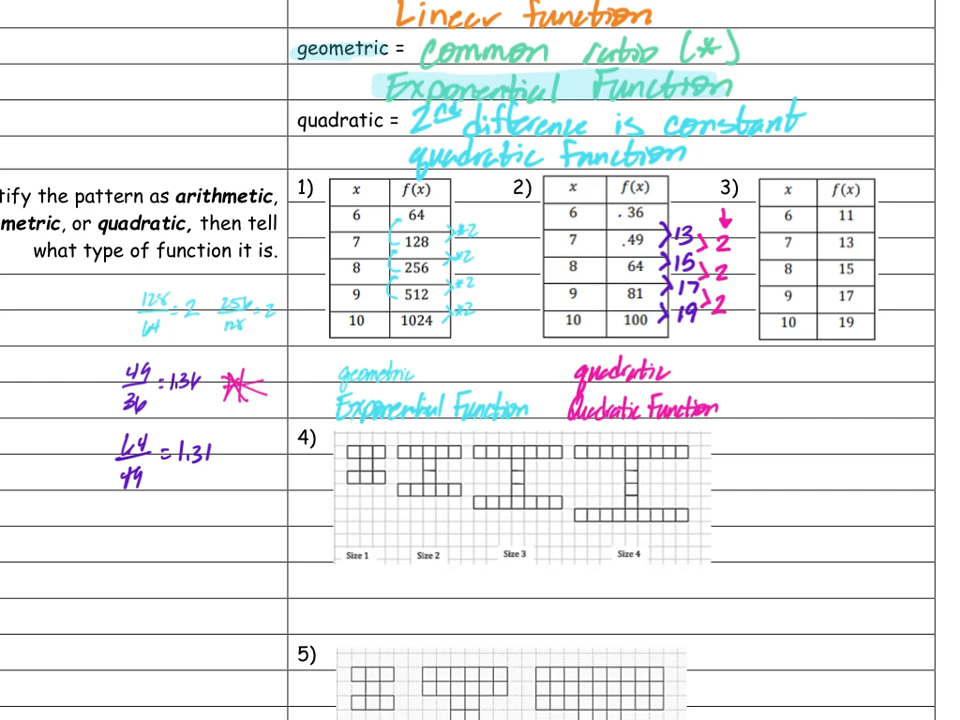 Linear function
geometric = Common ratio (*)
Exponential Function
quadratic = 2nd difference is constant
quadratic function
tify the pattern as arithmetic,
metric, or quadratic, then tell
what type of function it is.
1)
x f(x)
6 64
7 128
8 256
9 512
10 1024
*2
*2
*2
*2
2)
x f(x)
6 .36
7 .49
8 64
9 81
10 100
13
15
17
19
2
2
2
3)
x f(x)
6 11
7 13
8 15
9 17
10 19
128/64 = 2 256/128 = 2
49/36 = 1.36
64/49 = 1.31
geometric
Exponential Function
quadratic
Quadratic Function
4)
Size 1 Size 2 Size 3 Size 4
5)